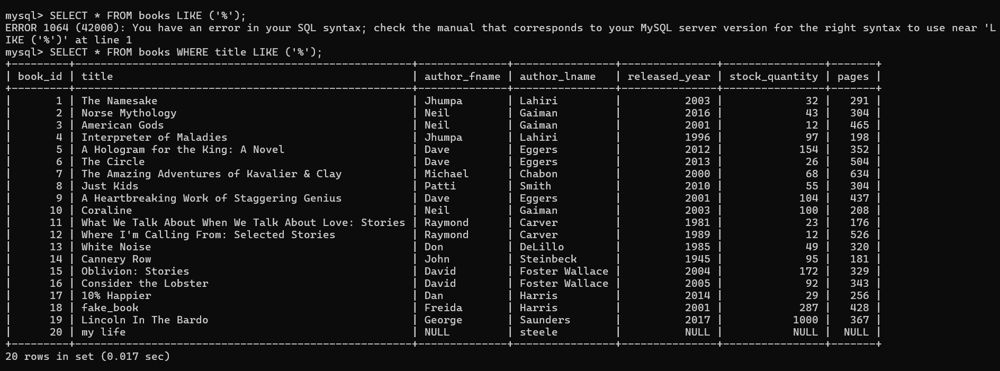 mysql> SELECT * FROM books LIKE ('%');
ERROR 1064 (42000): You have an error in your SQL syntax; check the manual that corresponds to your MySQL server version for the right syntax to use near 'L
IKE ('%')' at line 1
mysql> SELECT * FROM books WHERE title LIKE ('%');
+---------+-----------------------------------------------------+--------------+----------------+---------------+----------------+-------+
| book_id | title                                               | author_fname | author_lname   | released_year | stock_quantity | pages |
+---------+-----------------------------------------------------+--------------+----------------+---------------+----------------+-------+
|       1 | The Namesake                                        | Jhumpa       | Lahiri         |          2003 |             32 |   291 |
|       2 | Norse Mythology                                     | Neil         | Gaiman         |          2016 |             43 |   304 |
|       3 | American Gods                                       | Neil         | Gaiman         |          2001 |             12 |   465 |
|       4 | Interpreter of Maladies                             | Jhumpa       | Lahiri         |          1996 |             97 |   198 |
|       5 | A Hologram for the King: A Novel                    | Dave         | Eggers         |          2012 |            154 |   352 |
|       6 | The Circle                                          | Dave         | Eggers         |          2013 |             26 |   504 |
|       7 | The Amazing Adventures of Kavalier & Clay           | Michael      | Chabon         |          2000 |             68 |   634 |
|       8 | Just Kids                                           | Patti        | Smith          |          2010 |             55 |   304 |
|       9 | A Heartbreaking Work of Staggering Genius           | Dave         | Eggers         |          2001 |            104 |   437 |
|      10 | Coraline                                            | Neil         | Gaiman         |          2003 |            100 |   208 |
|      11 | What We Talk About When We Talk About Love: Stories | Raymond      | Carver         |          1981 |             23 |   176 |
|      12 | Where I'm Calling From: Selected Stories            | Raymond      | Carver         |          1989 |             12 |   526 |
|      13 | White Noise                                         | Don          | DeLillo        |          1985 |             49 |   320 |
|      14 | Cannery Row                                         | John         | Steinbeck      |          1945 |             95 |   181 |
|      15 | Oblivion: Stories                                   | David        | Foster Wallace |          2004 |            172 |   329 |
|      16 | Consider the Lobster                                | David        | Foster Wallace |          2005 |             92 |   343 |
|      17 | 10% Happier                                         | Dan          | Harris         |          2014 |             29 |   256 |
|      18 | fake_book                                           | Freida       | Harris         |          2001 |            287 |   428 |
|      19 | Lincoln In The Bardo                                | George       | Saunders       |          2017 |           1000 |   367 |
|      20 | my life                                             | NULL         | steele         |          NULL |           NULL |  NULL |
+---------+-----------------------------------------------------+--------------+----------------+---------------+----------------+-------+
20 rows in set (0.017 sec)